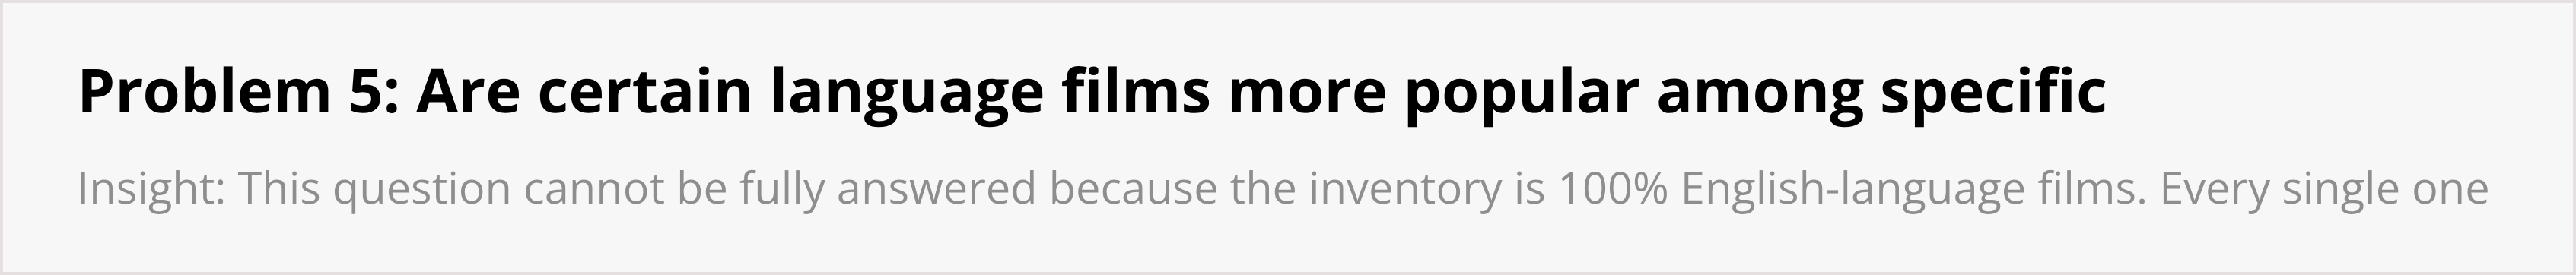 Problem 5: Are certain language films more popular among specific
Insight: This question cannot be fully answered because the inventory is 100% English-language films. Every single one